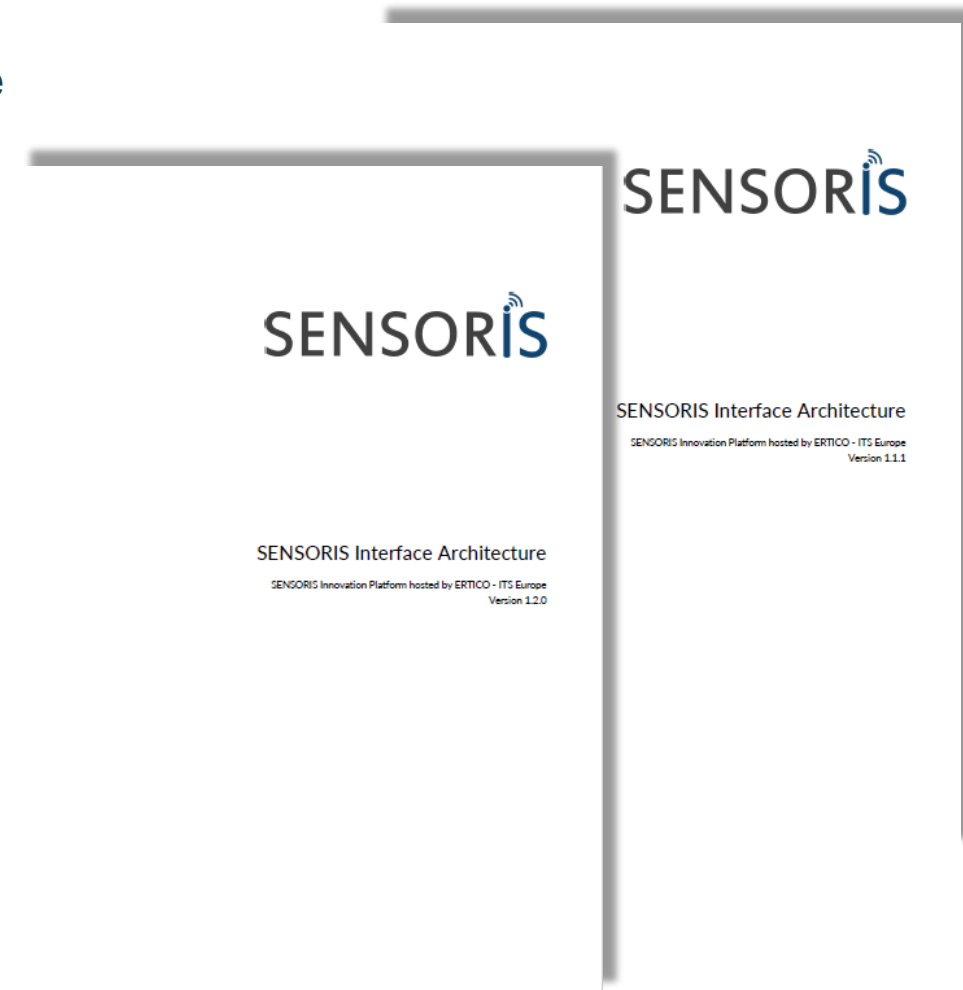 e
SENSORIS
SENSORIS Interface Architecture
SENSORIS Innovation Platform hosted by ERTICO - ITS Europe
Version 1.1.1
SENSORIS
SENSORIS Interface Architecture
SENSORIS Innovation Platform hosted by ERTICO - ITS Europe
Version 1.2.0